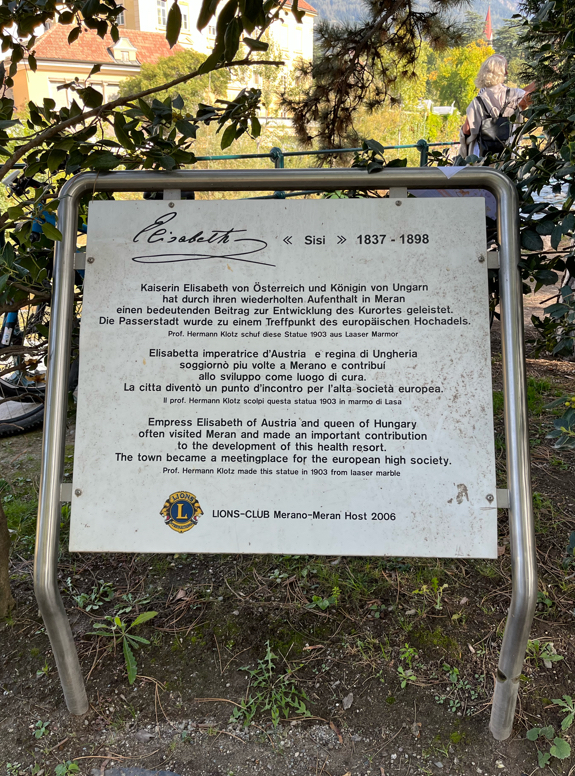 Elisabeth « Sisi » 1837 - 1898
Kaiserin Elisabeth von Österreich und Königin von Ungarn
hat durch ihren wiederholten Aufenthalt in Meran
einen bedeutenden Beitrag zur Entwicklung des Kurortes geleistet.
Die Passerstadt wurde zu einem Treffpunkt des europäischen Hochadels.
Prof. Hermann Klotz schuf diese Statue 1903 aus Laaser Marmor
Elisabetta imperatrice d'Austria e regina di Ungheria
soggiornò piu volte a Merano e contribuí
allo sviluppo come luogo di cura.
La citta diventò un punto d'incontro per l'alta società europea.
Il prof. Hermann Klotz scolpì questa statua 1903 in marmo di Lasa
Empress Elisabeth of Austria and queen of Hungary
often visited Meran and made an important contribution
to the development of this health resort.
The town became a meetingplace for the european high society.
Prof. Hermann Klotz made this statue in 1903 from laaser marble
LIONS
L
INTERNATIONAL
LIONS-CLUB Merano-Meran Host 2006